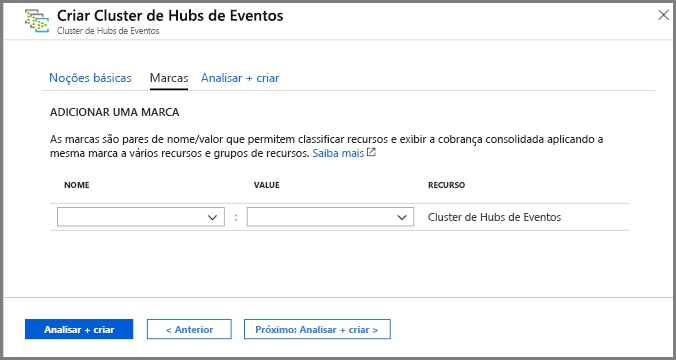 Criar Cluster de Hubs de Eventos
Cluster de Hubs de Eventos
Noções básicas Marcas Analisar + criar
ADICIONAR UMA MARCA
As marcas são pares de nome/valor que permitem classificar recursos e exibir a cobrança consolidada aplicando a
mesma marca a vários recursos e grupos de recursos. Saiba mais
NOME VALUE RECURSO
: Cluster de Hubs de Eventos
Analisar + criar < Anterior Próximo: Analisar + criar >